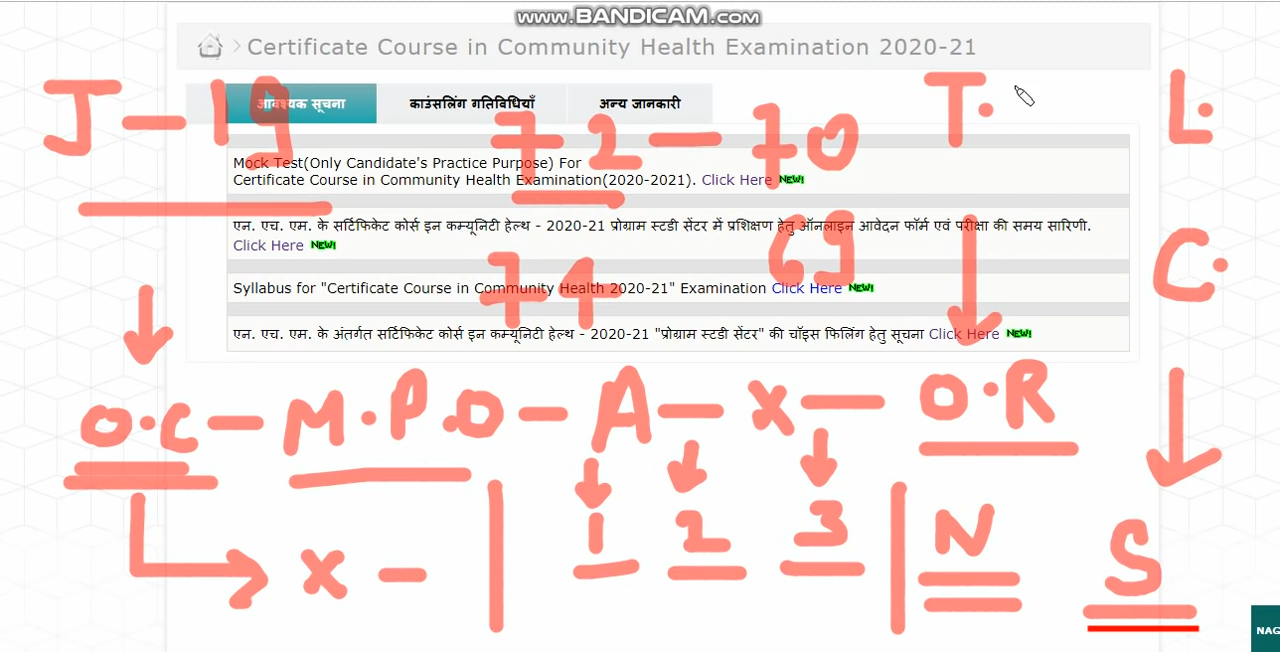 www.BANDICAM.com
Certificate Course in Community Health Examination 2020-21
J - 19
आवश्यक सूचना
काउंसलिंग गतिविधियाँ
अन्य जानकारी
T.
L.
72 - 70
Mock Test(Only Candidate's Practice Purpose) For
Certificate Course in Community Health Examination(2020-2021). Click Here NEW!
एन. एच. एम. के सर्टिफिकेट कोर्स इन कम्यूनिटी हेल्थ - 2020-21 प्रोग्राम स्टडी सेंटर में प्रशिक्षण हेतु ऑनलाइन आवेदन फॉर्म एवं परीक्षा की समय सारिणी.
Click Here NEW!
69
C.
74
Syllabus for "Certificate Course in Community Health 2020-21" Examination Click Here NEW!
एन. एच. एम. के अंतर्गत सर्टिफिकेट कोर्स इन कम्यूनिटी हेल्थ - 2020-21 "प्रोग्राम स्टडी सेंटर" की चॉइस फिलिंग हेतु सूचना Click Here NEW!
O.C - M.P.O - A - X - O.R
X - 1 2 3 N S
NAG